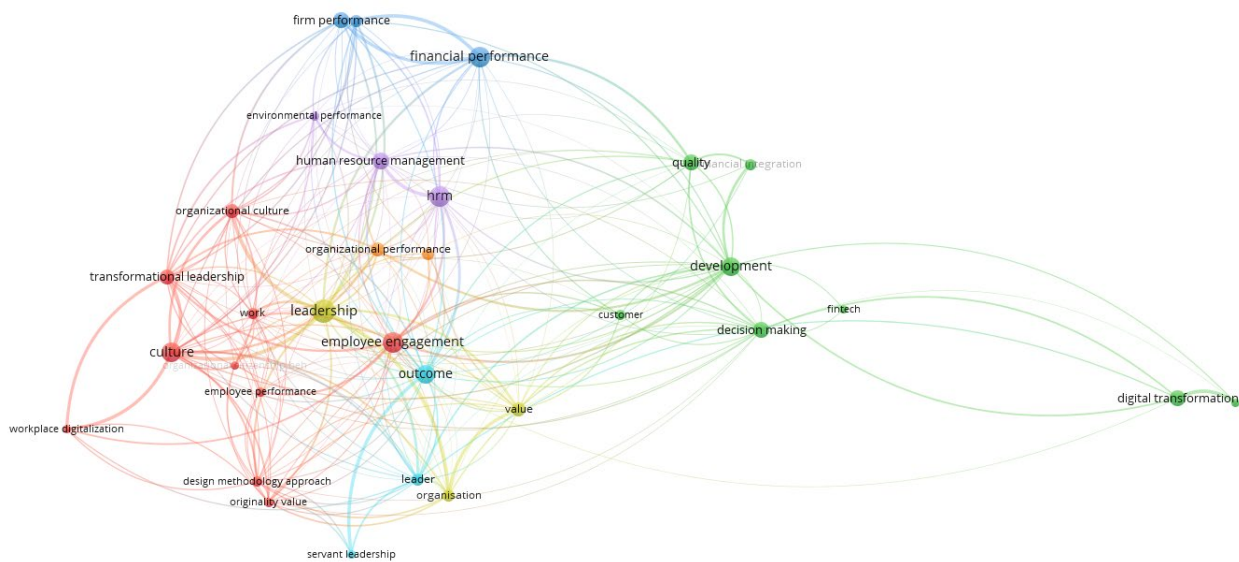 firm performance
financial performance
environmental performance
human resource management
quality
financial integration
hrm
organizational culture
organizational performance
development
transformational leadership
leadership
work
customer
fintech
decision making
employee engagement
culture
outcome
employee performance
digital transformation
value
workplace digitalization
design methodology approach
leader
organisation
originality value
servant leadership